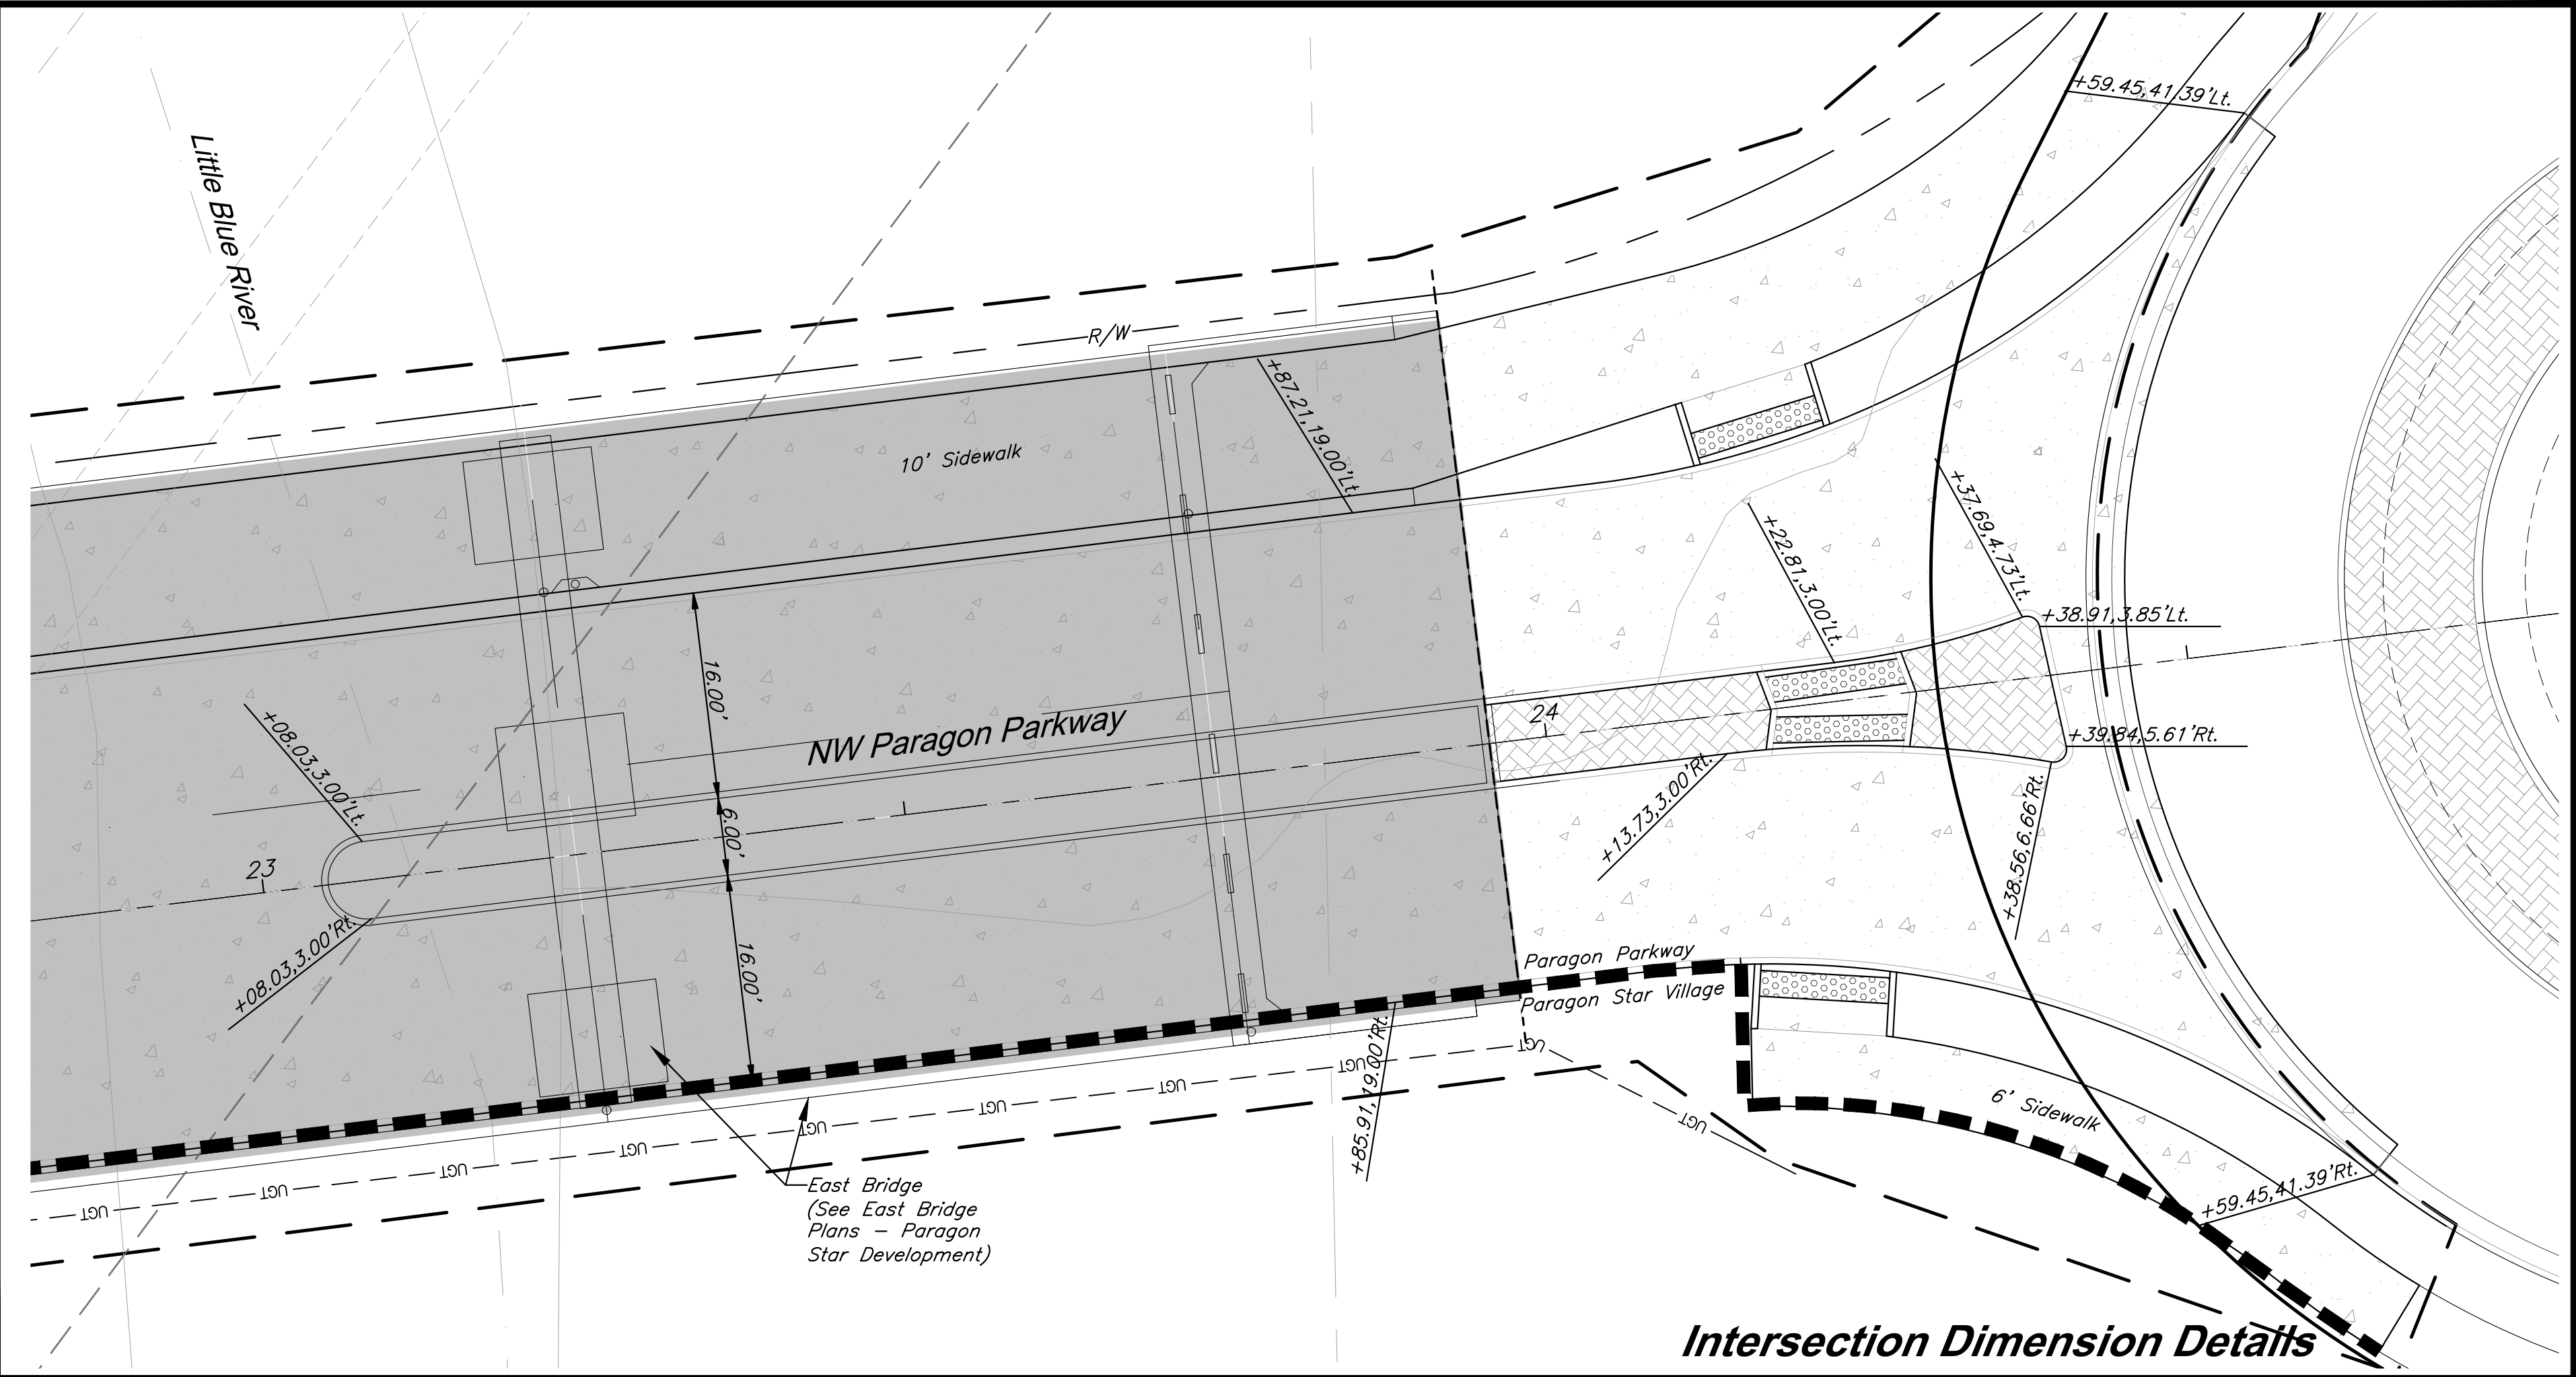 +59.45,41.39'Lt.
Little Blue River
R/W
+87.21,19.00'Lt.
10' Sidewalk
+37.69,4.73'Lt.
+22.81,3.00'Lt.
+38.91,3.85'Lt.
16.00'
24
NW Paragon Parkway
+08.03,3.00'Lt.
+39.84,5.61'Rt.
+13.73,3.00'Rt.
6.00'
23
+38.56,6.66'Rt.
+08.03,3.00'Rt.
16.00'
Paragon Parkway
Paragon Star Village
+85.91,19.00'Rt.
UGT
UGT
UGT
UGT
UGT
UGT
UGT
UGT
UGT
UGT
6' Sidewalk
+59.45,41.39'Rt.
East Bridge
(See East Bridge
Plans - Paragon
Star Development)
Intersection Dimension Details